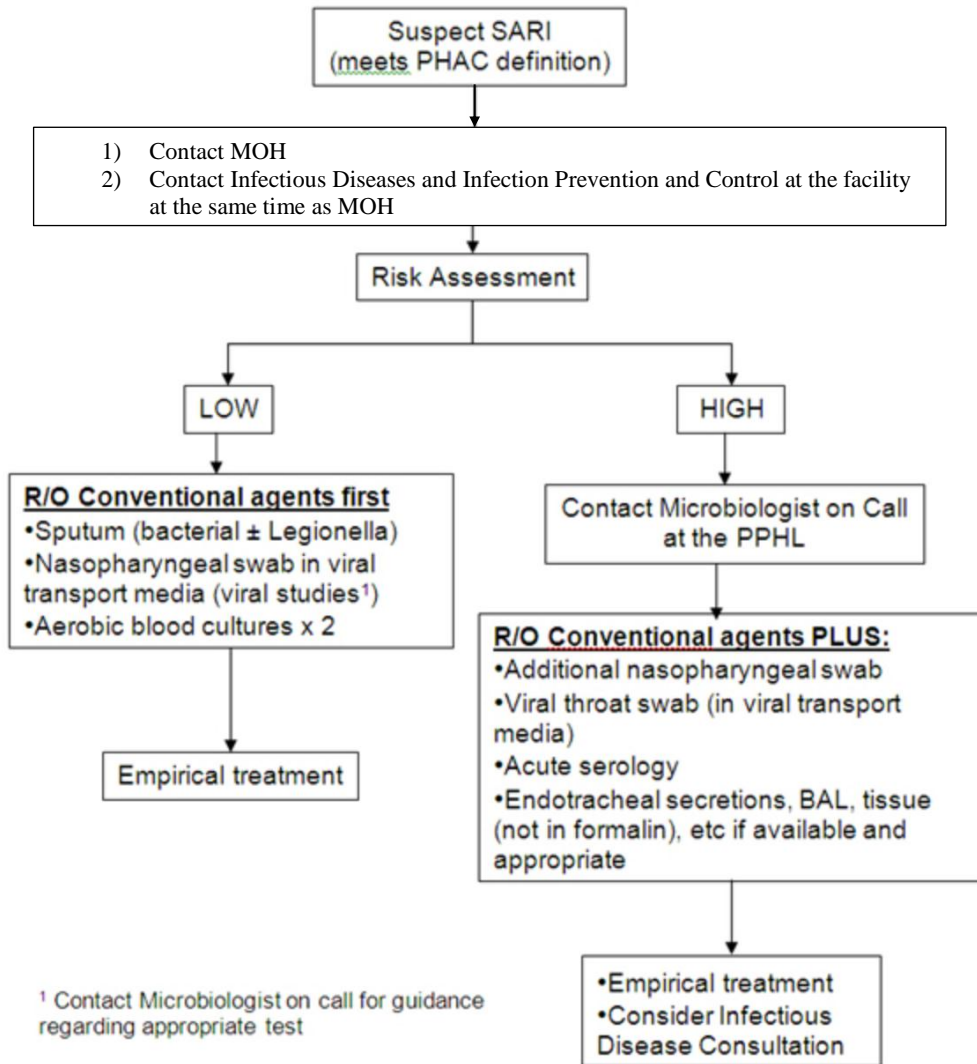 Suspect SARI
(meets PHAC definition)
1) Contact MOH
2) Contact Infectious Diseases and Infection Prevention and Control at the facility
at the same time as MOH
Risk Assessment
LOW
HIGH
R/O Conventional agents first
•Sputum (bacterial ± Legionella)
•Nasopharyngeal swab in viral
transport media (viral studies¹)
•Aerobic blood cultures x 2
Empirical treatment
Contact Microbiologist on Call
at the PPHL
R/O Conventional agents PLUS:
•Additional nasopharyngeal swab
•Viral throat swab (in viral transport
media)
•Acute serology
•Endotracheal secretions, BAL, tissue
(not in formalin), etc if available and
appropriate
•Empirical treatment
•Consider Infectious
Disease Consultation
¹ Contact Microbiologist on call for guidance
regarding appropriate test